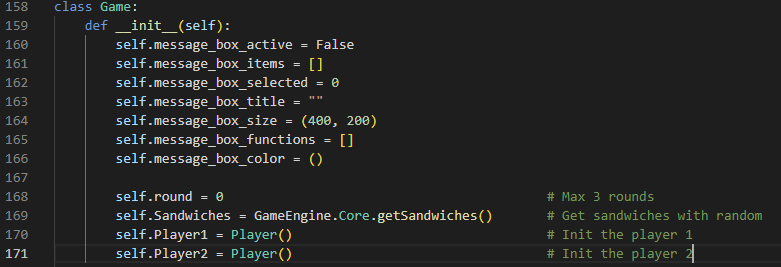 158 class Game:
159     def __init__(self):
160         self.message_box_active = False
161         self.message_box_items = []
162         self.message_box_selected = 0
163         self.message_box_title = ""
164         self.message_box_size = (400, 200)
165         self.message_box_functions = []
166         self.message_box_color = ()
167
168         self.round = 0                                          # Max 3 rounds
169         self.Sandwiches = GameEngine.Core.getSandwiches()       # Get sandwiches with random
170         self.Player1 = Player()                                 # Init the player 1
171         self.Player2 = Player()                                 # Init the player 2